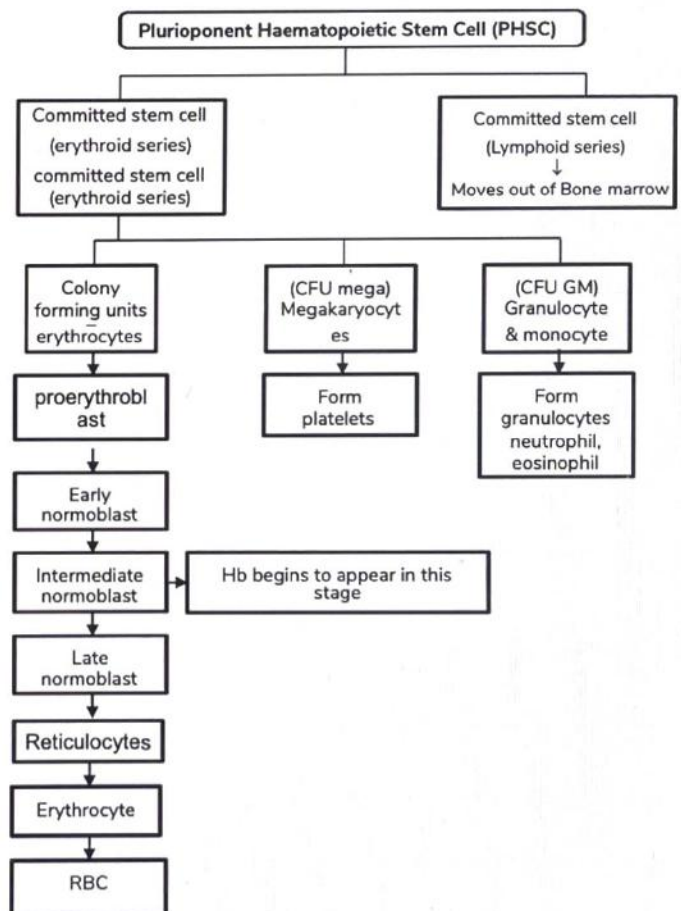 Plurioponent Haematopoietic Stem Cell (PHSC)
Committed stem cell
(erythroid series)
committed stem cell
(erythroid series)
Committed stem cell
(Lymphoid series)
↓
Moves out of Bone marrow
Colony
forming units
–
erythrocytes
(CFU mega)
Megakaryocyt
es
(CFU GM)
Granulocyte
& monocyte
proerythrobl
ast
Form
platelets
Form
granulocytes
neutrophil,
eosinophil
Early
normoblast
Intermediate
normoblast
Hb begins to appear in this
stage
Late
normoblast
Reticulocytes
Erythrocyte
RBC